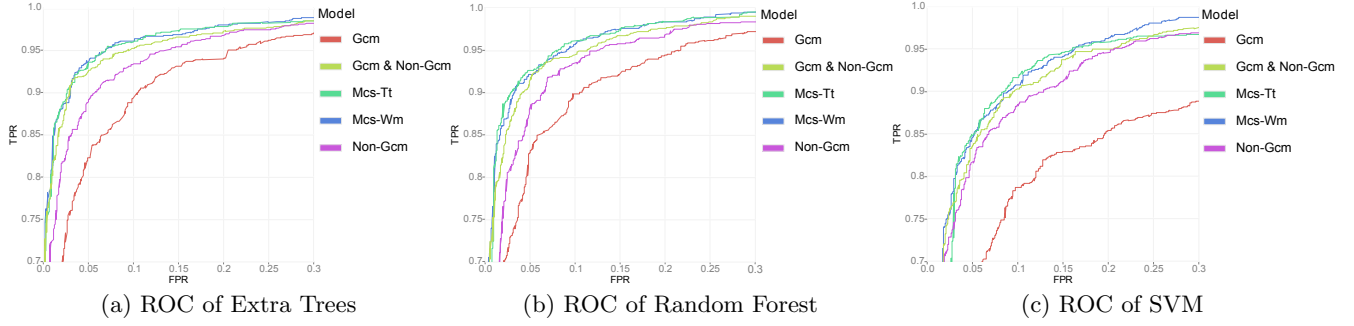 1.0
0.95
0.9
0.85
0.8
0.75
0.7
TPR
0.0 0.05 0.1 0.15 0.2 0.25 0.3
FPR
Model
Gcm
Gcm & Non-Gcm
Mcs-Tt
Mcs-Wm
Non-Gcm
(a) ROC of Extra Trees
1.0
0.95
0.9
0.85
0.8
0.75
0.7
TPR
0.0 0.05 0.1 0.15 0.2 0.25 0.3
FPR
Model
Gcm
Gcm & Non-Gcm
Mcs-Tt
Mcs-Wm
Non-Gcm
(b) ROC of Random Forest
1.0
0.95
0.9
0.85
0.8
0.75
0.7
TPR
0.0 0.05 0.1 0.15 0.2 0.25 0.3
FPR
Model
Gcm
Gcm & Non-Gcm
Mcs-Tt
Mcs-Wm
Non-Gcm
(c) ROC of SVM